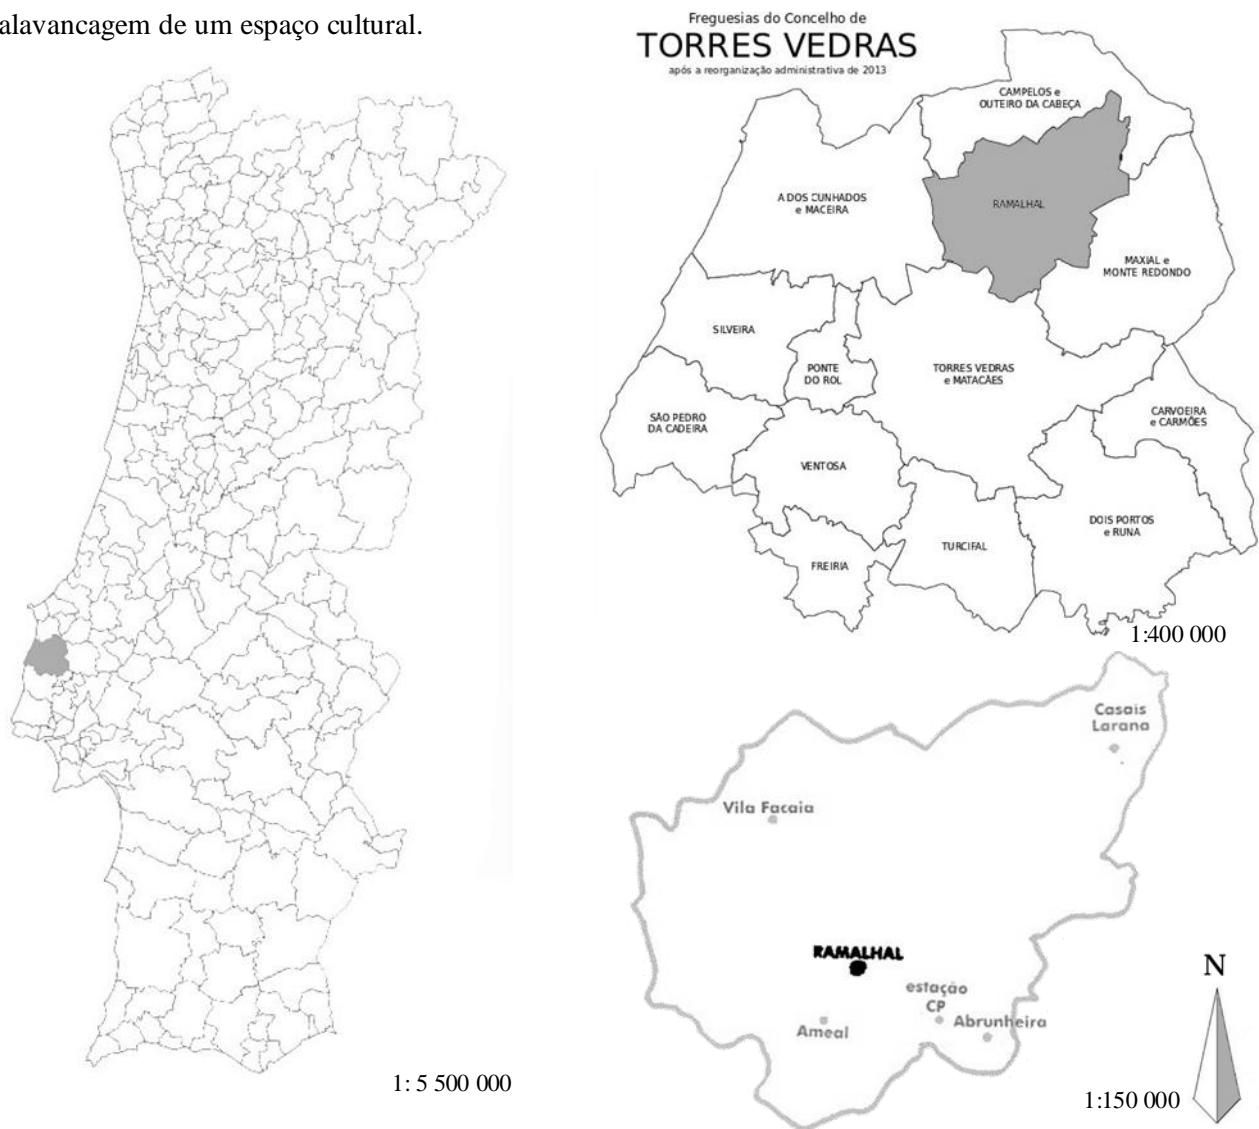 alavancagem de um espaço cultural.
Freguesias do Concelho de
TORRES VEDRAS
após a reorganização administrativa de 2013
CAMPELOS e
OUTEIRO DA CABEÇA
A DOS CUNHADOS
e MACEIRA
RAMALHAL
MAXIAL e
MONTE REDONDO
SILVEIRA
PONTE
DO ROL
TORRES VEDRAS
e MATACÃES
SÃO PEDRO
DA CADEIRA
CARVOEIRA
e CARMÕES
VENTOSA
DOIS PORTOS
e RUNA
TURCIFAL
FREIRIA
1:400 000
Casais
Larana
Vila Facaia
RAMALHAL
estação
CP
Abrunheira
Ameal
N
1: 5 500 000
1:150 000